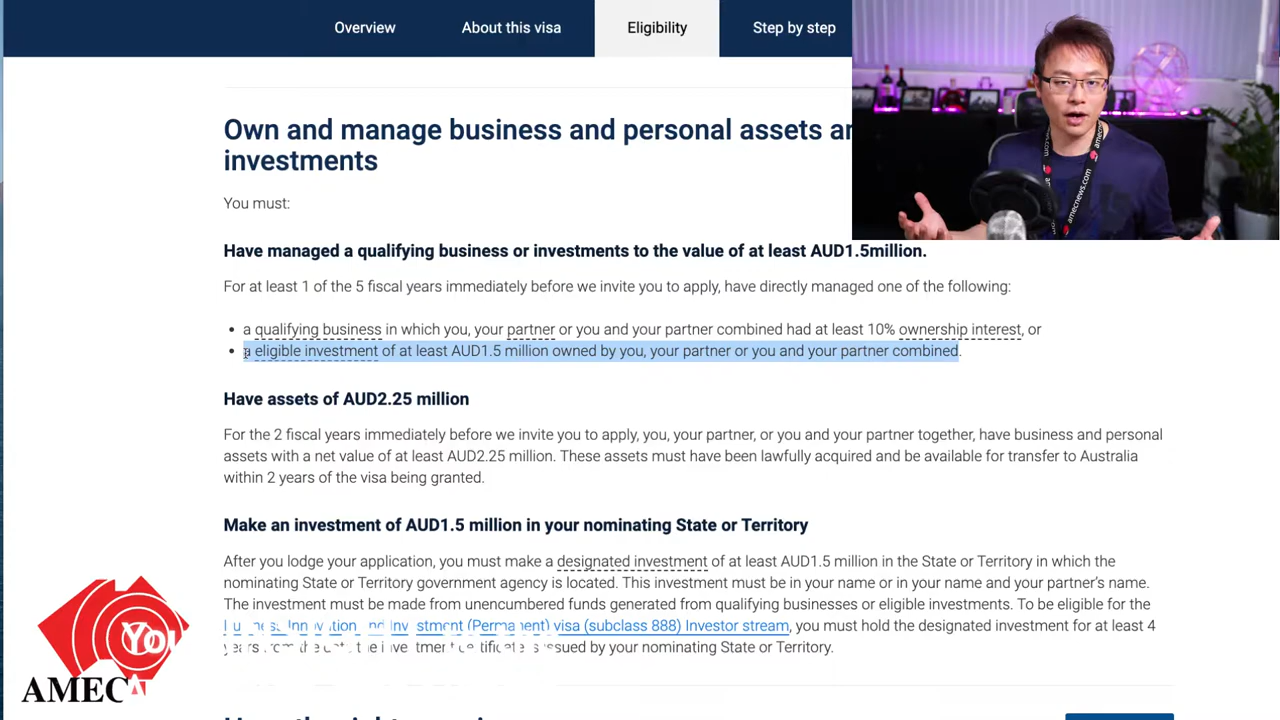 Overview
About this visa
Eligibility
Step by step
Own and manage business and personal assets
investments
You must:
Have managed a qualifying business or investments to the value of at least AUD1.5million.
For at least 1 of the 5 fiscal years immediately before we invite you to apply, have directly managed one of the following:
• a qualifying business in which you, your partner or you and your partner combined had at least 10% ownership interest, or
• a eligible investment of at least AUD1.5 million owned by you, your partner or you and your partner combined.
Have assets of AUD2.25 million
For the 2 fiscal years immediately before we invite you to apply, you, your partner, or you and your partner together, have business and personal
assets with a net value of at least AUD2.25 million. These assets must have been lawfully acquired and be available for transfer to Australia
within 2 years of the visa being granted.
Make an investment of AUD1.5 million in your nominating State or Territory
After you lodge your application, you must make a designated investment of at least AUD1.5 million in the State or Territory in which the
nominating State or Territory government agency is located. This investment must be in your name or in your name and your partner's name.
The investment must be made from unencumbered funds generated from qualifying businesses or eligible investments. To be eligible for the
Business Innovation and Investment (Permanent) visa (subclass 888) Investor stream, you must hold the designated investment for at least 4
years from the date the investment certificate is issued by your nominating State or Territory.
AMEC
amecnews.com